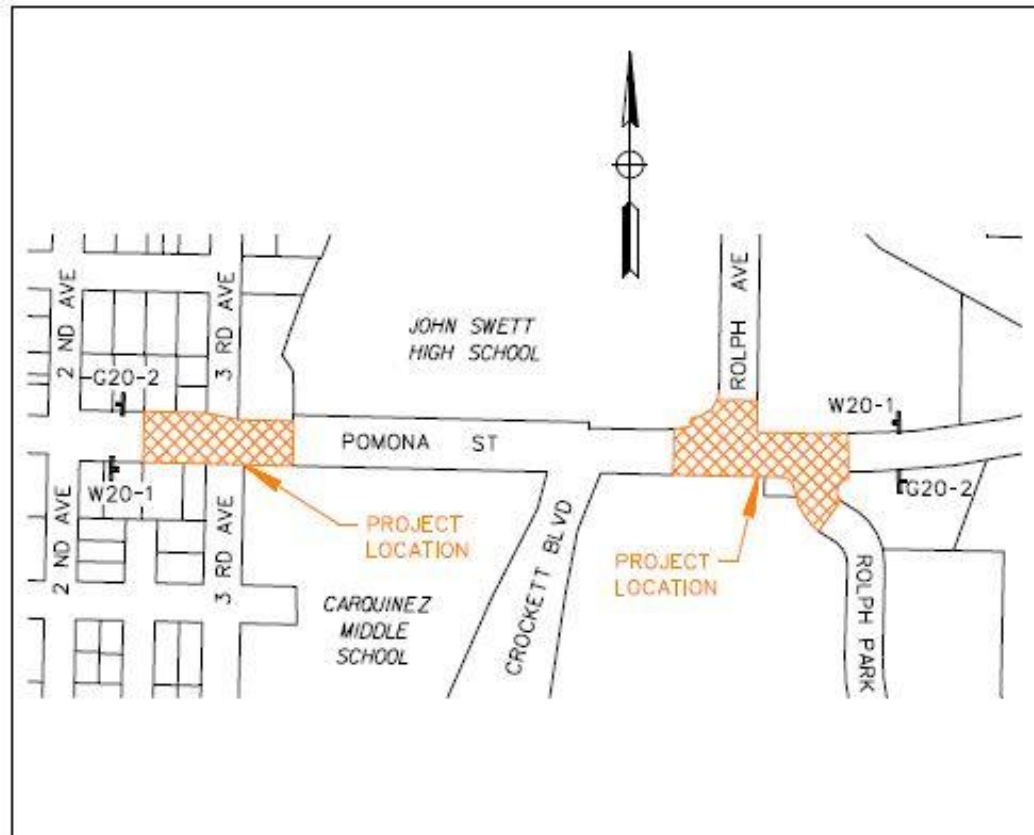 2 ND AVE
3 RD AVE
G20-2
JOHN SWETT
HIGH SCHOOL
ROLPH AVE
W20-1
POMONA ST
W20-1
G20-2
2 ND AVE
3 RD AVE
PROJECT
LOCATION
CROCKETT BLVD
PROJECT
LOCATION
ROLPH PARK
CARQUINEZ
MIDDLE
SCHOOL